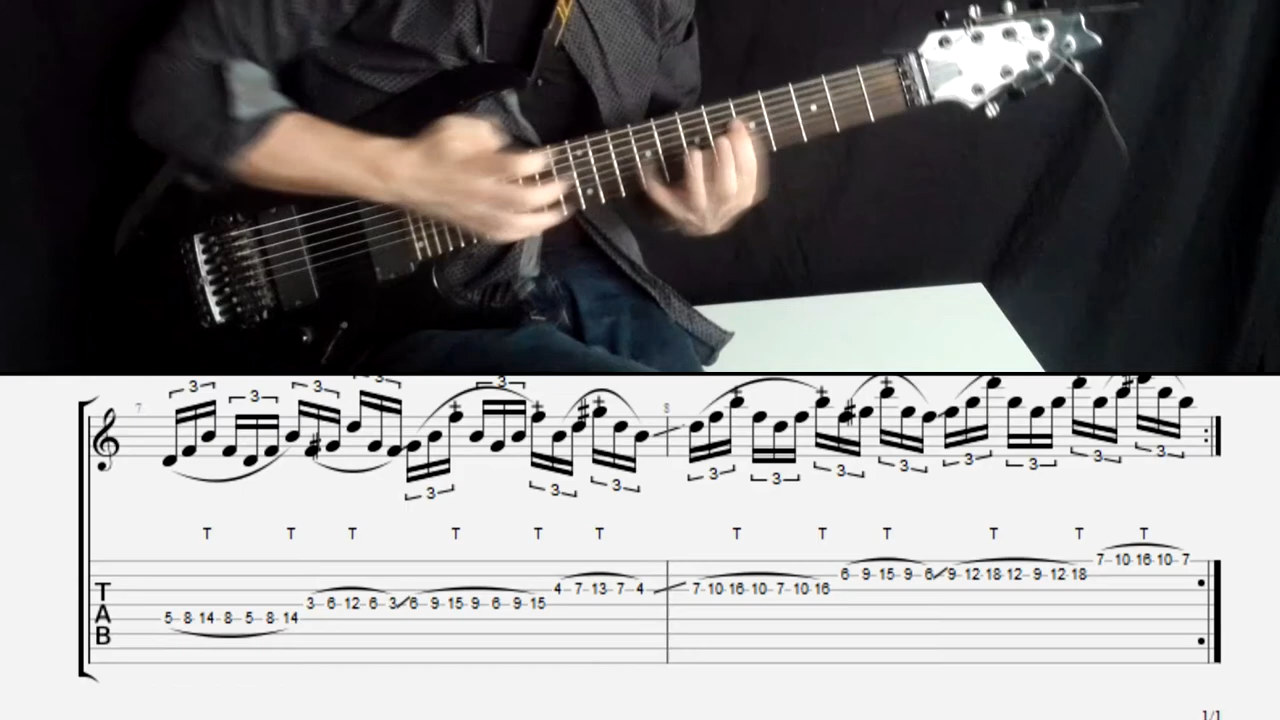 3 3 3 3 3
7 8
3 3 3 3 3 3 3 3 3 3 3
T T T T T T T T T T T T
7 10 16 10 7
6 9 15 9 6 9 12 18 12 9 12 18
4 7 13 7 4 7 10 16 10 7 10 16
3 6 12 6 3 6 9 15 9 6 9 15
5 8 14 8 5 8 14
T
A
B
1/1